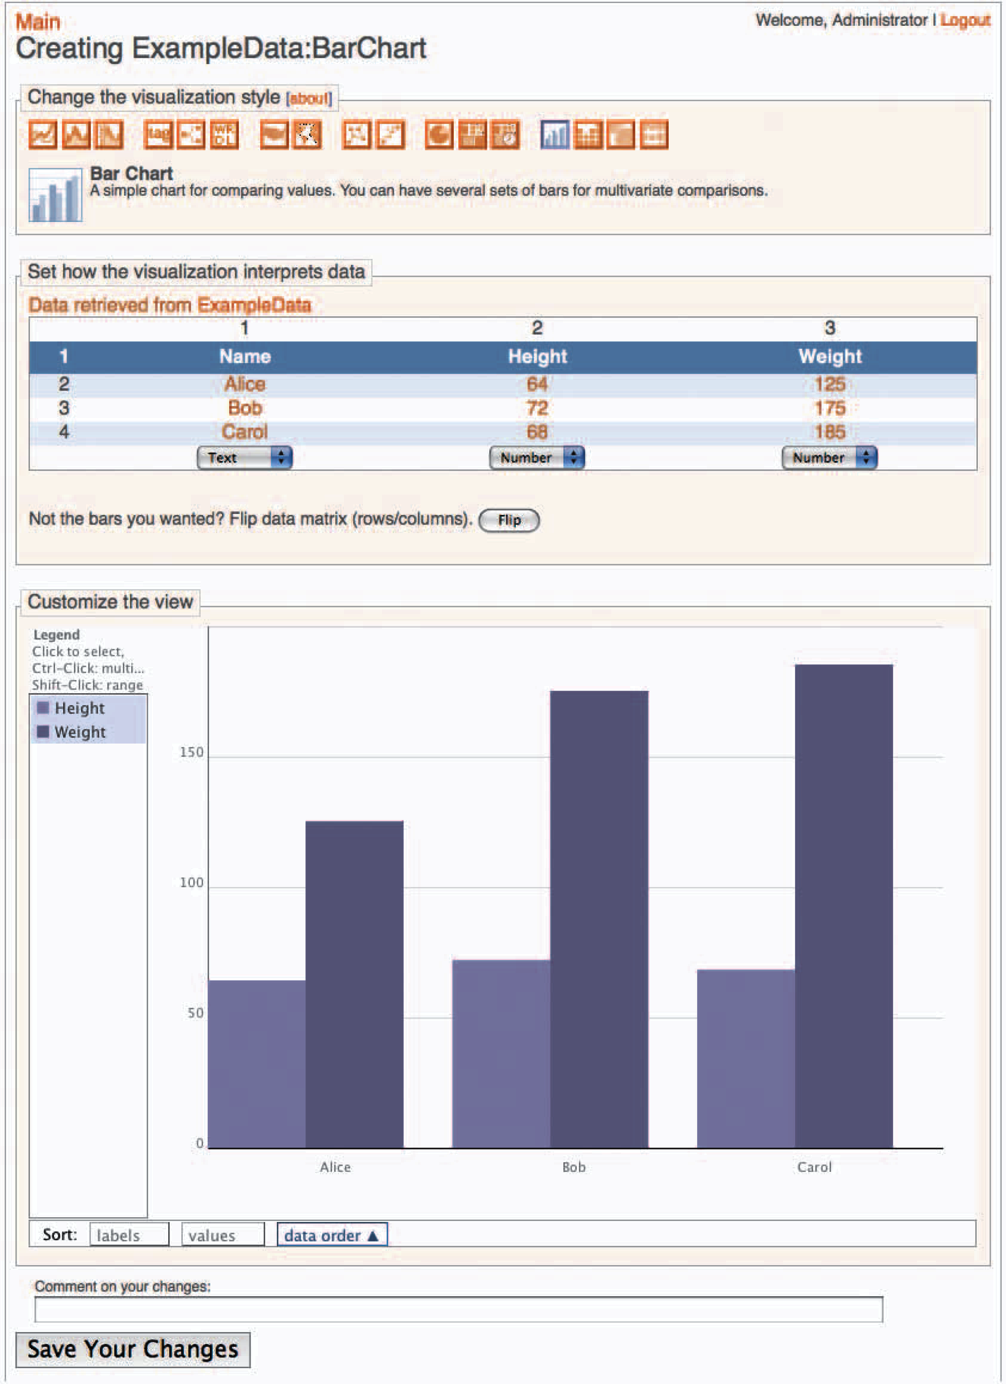 Main
Welcome, Administrator | Logout
Creating ExampleData:BarChart
Change the visualization style [about]
tag
Bar Chart
A simple chart for comparing values. You can have several sets of bars for multivariate comparisons.
Set how the visualization interprets data
Data retrieved from ExampleData
1 2 3
1 Name Height Weight
2 Alice 64 125
3 Bob 72 175
4 Carol 68 185
Text Number Number
Not the bars you wanted? Flip data matrix (rows/columns). Flip
Customize the view
Legend
Click to select,
Ctrl-Click: multi...
Shift-Click: range
Height
Weight
150
100
50
0
Alice Bob Carol
Sort: labels values data order ▲
Comment on your changes:
Save Your Changes